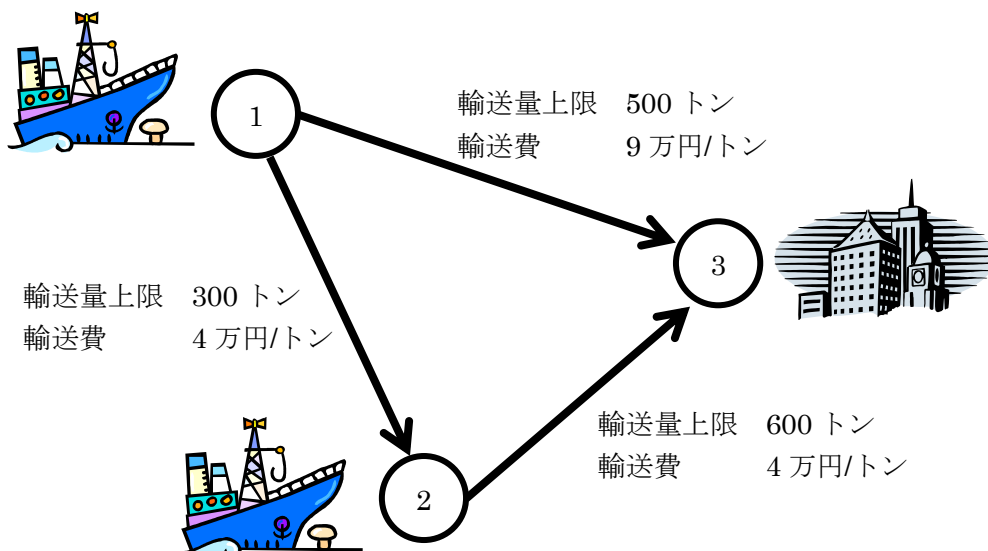 1
輸送量上限 500 トン
輸送費 9 万円/トン
3
輸送量上限 300 トン
輸送費 4 万円/トン
輸送量上限 600 トン
輸送費 4 万円/トン
2